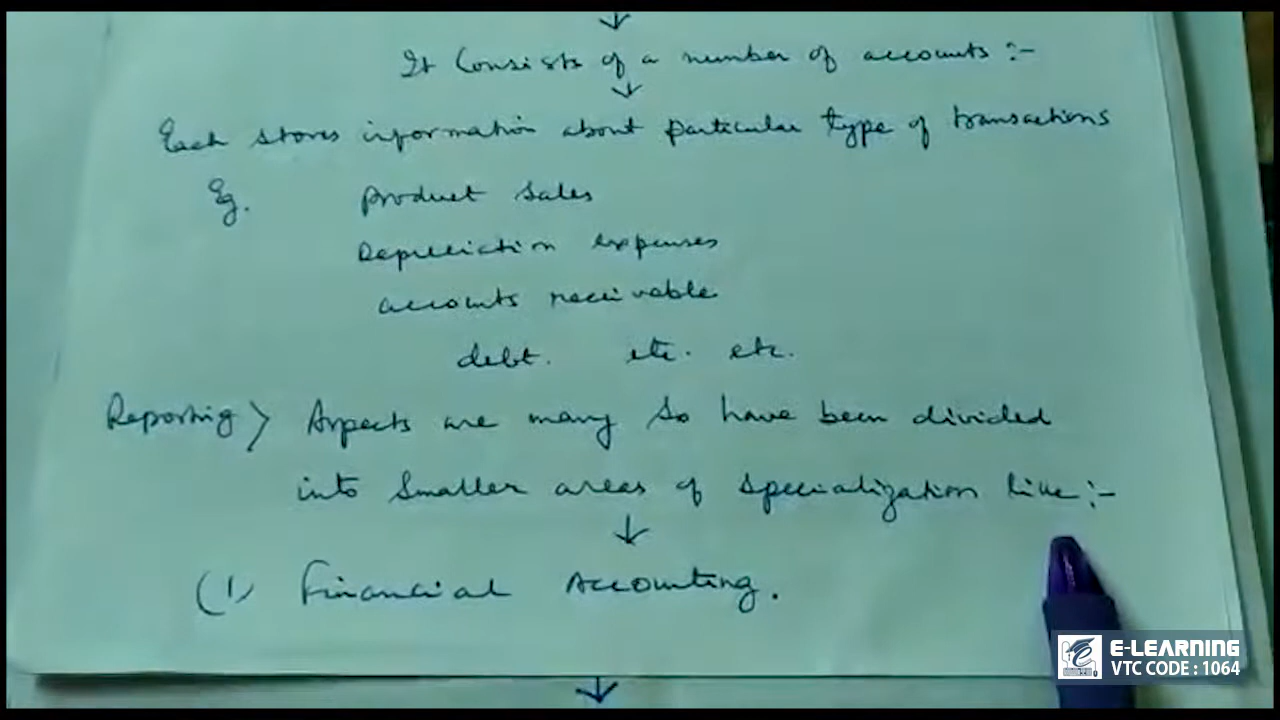 ↓
It Consists of a number of accounts :-
↓
Each stores information about particular type of transactions
Eg. Product Sales
Depreciation expenses
accounts receivable
debt. etc. etc.
Reporting > Aspects are many so have been divided
into smaller areas of specialization like :-
↓
(1) Financial Accounting.
↓
E-LEARNING
VTC CODE : 1064